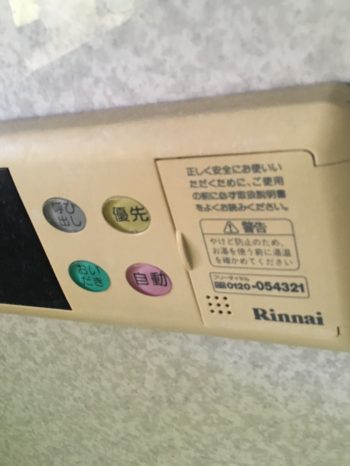 呼び
出し
優先
おい
だき
自動
正しく安全にお使いい
ただくために、ご使用
の前に必ず取扱説明書
をよくお読みください。
⚠警告
やけど防止のため、
お湯を使う前に湯温
を確かめてください
フリーダイヤル
0120-054321
Rinnai